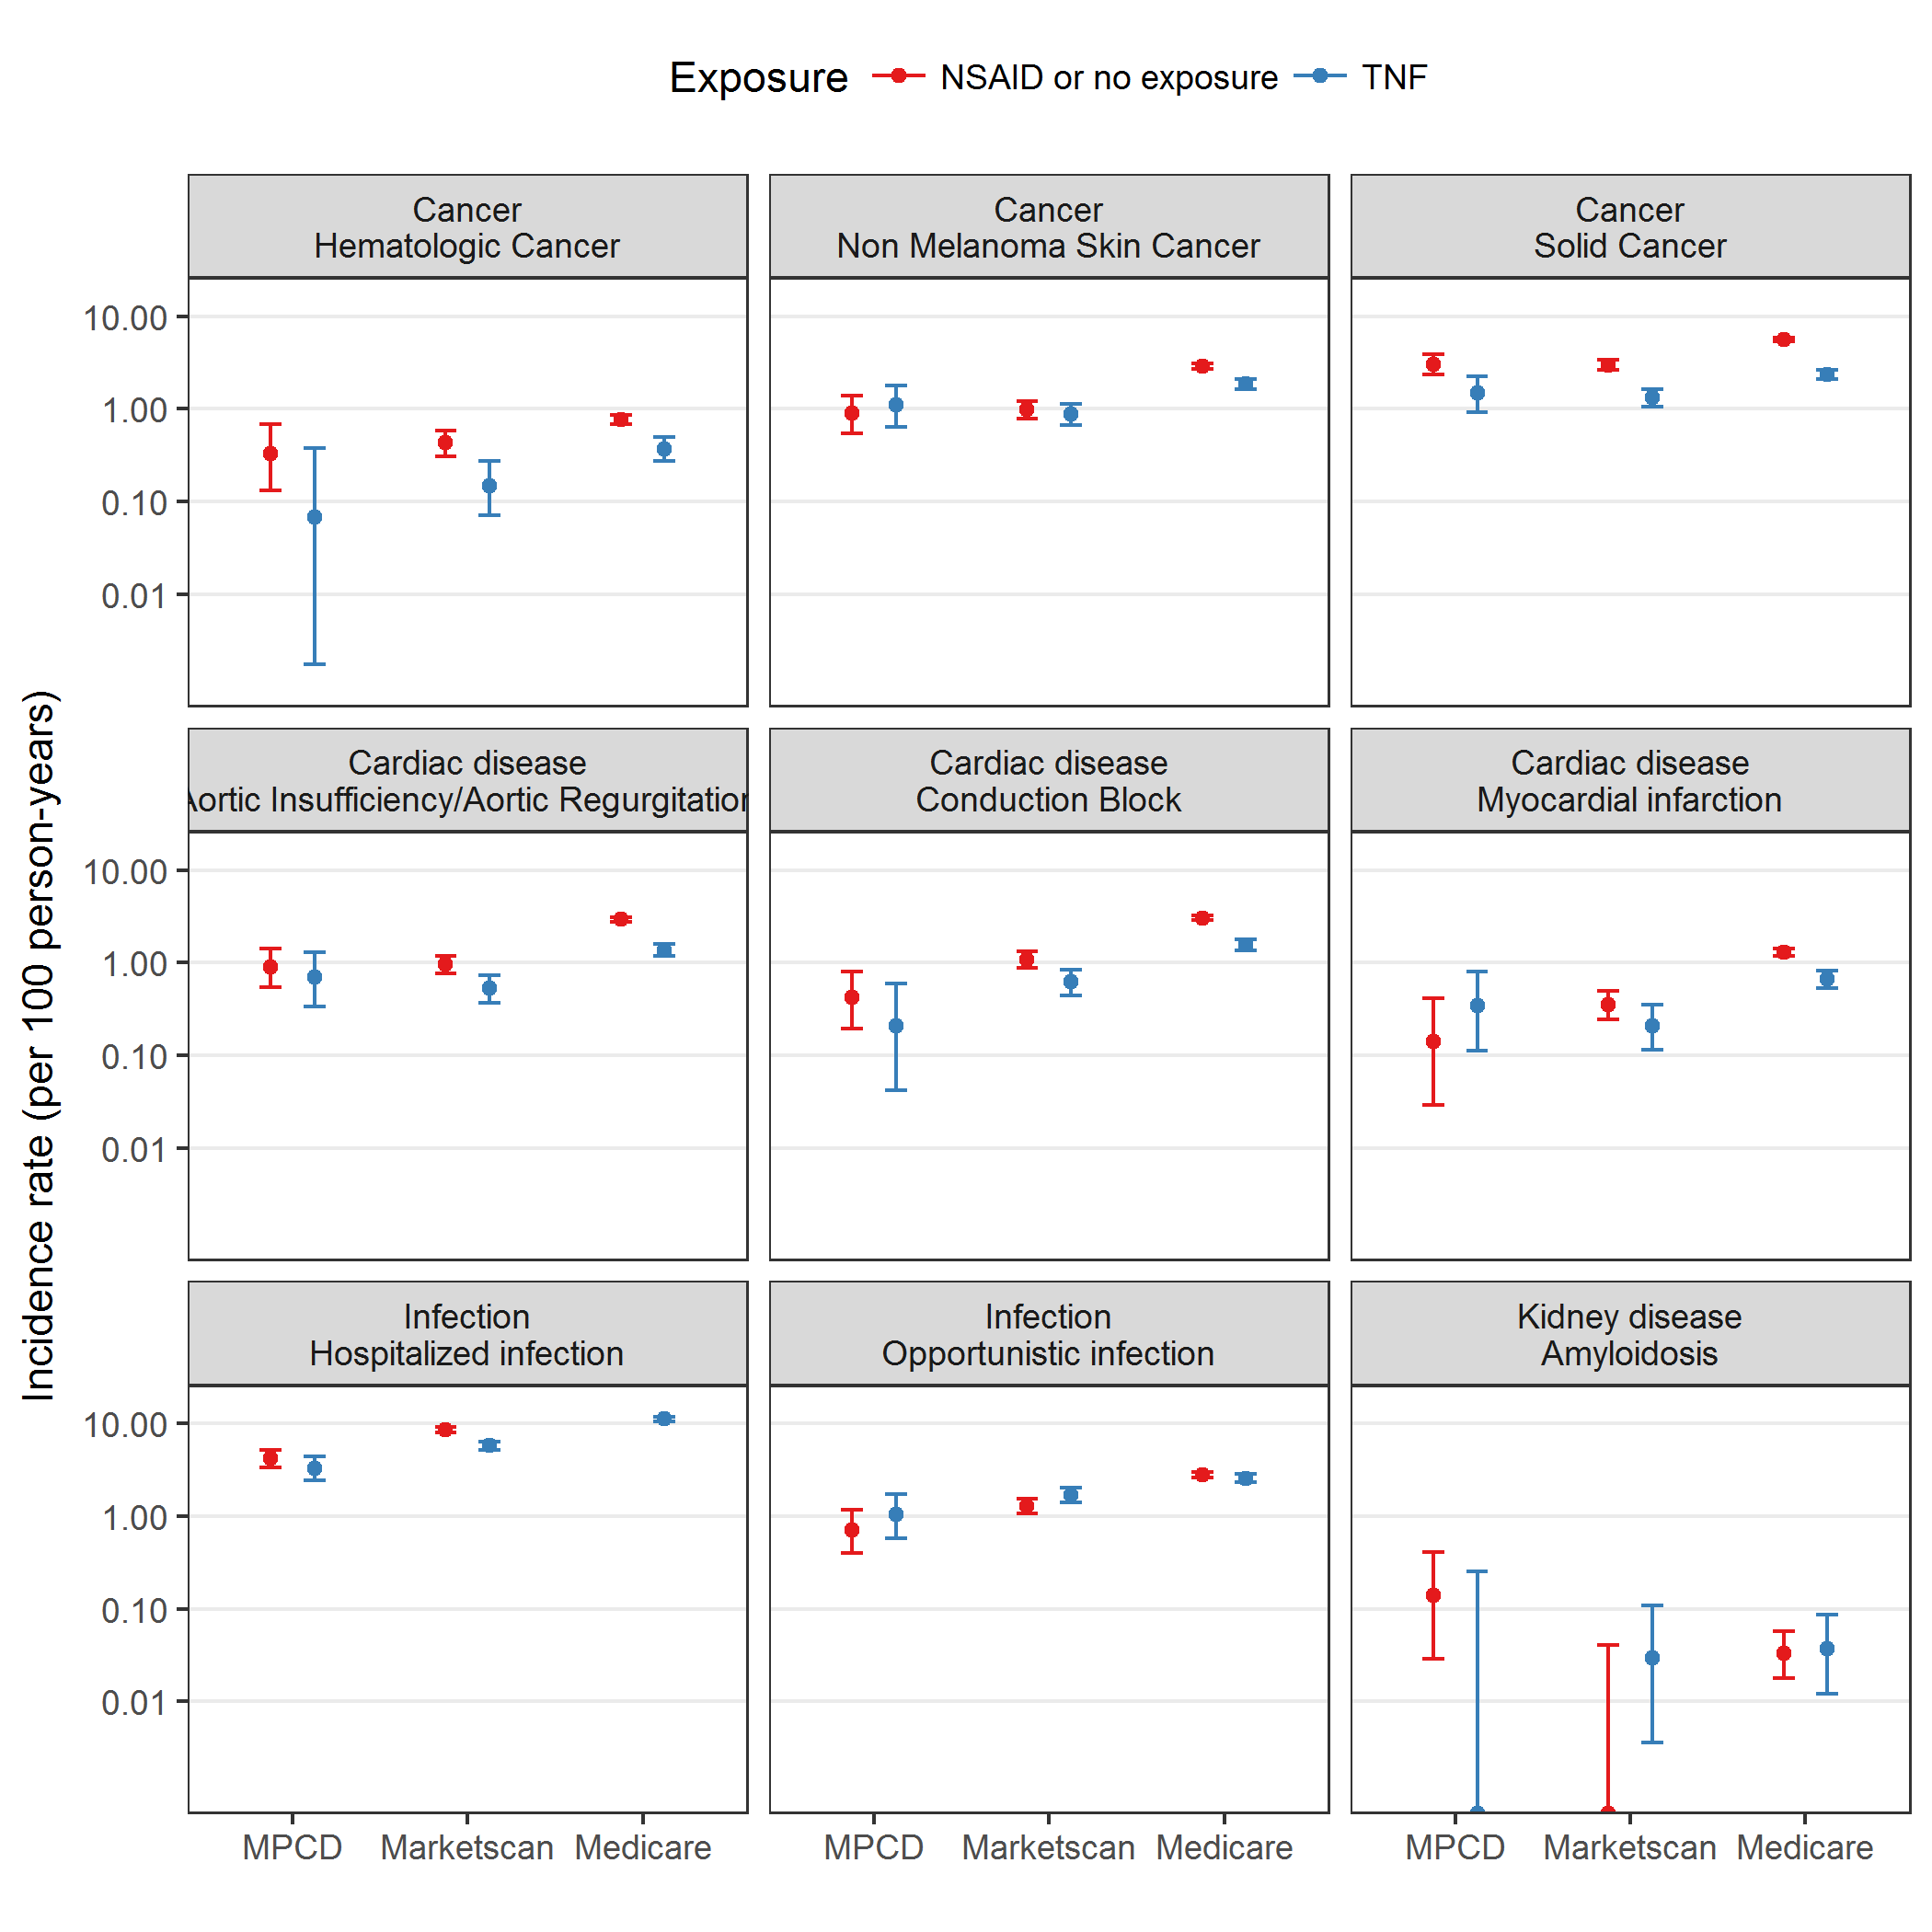 Exposure NSAID or no exposure TNF
Cancer
Hematologic Cancer
Cancer
Non Melanoma Skin Cancer
Cancer
Solid Cancer
10.00
1.00
0.10
0.01
Cardiac disease
Aortic Insufficiency/Aortic Regurgitation
Cardiac disease
Conduction Block
Cardiac disease
Myocardial infarction
10.00
1.00
0.10
0.01
Infection
Hospitalized infection
Infection
Opportunistic infection
Kidney disease
Amyloidosis
10.00
1.00
0.10
0.01
MPCD Marketscan Medicare
MPCD Marketscan Medicare
MPCD Marketscan Medicare
Incidence rate (per 100 person-years)